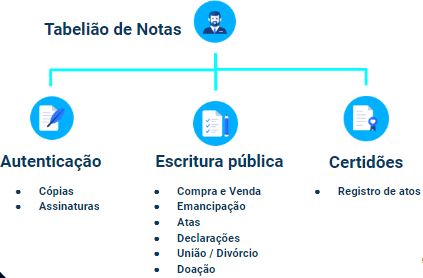 Tabelião de Notas
Autenticação
• Cópias
• Assinaturas
Escritura pública
• Compra e Venda
• Emancipação
• Atas
• Declarações
• União / Divórcio
• Doação
Certidões
• Registro de atos